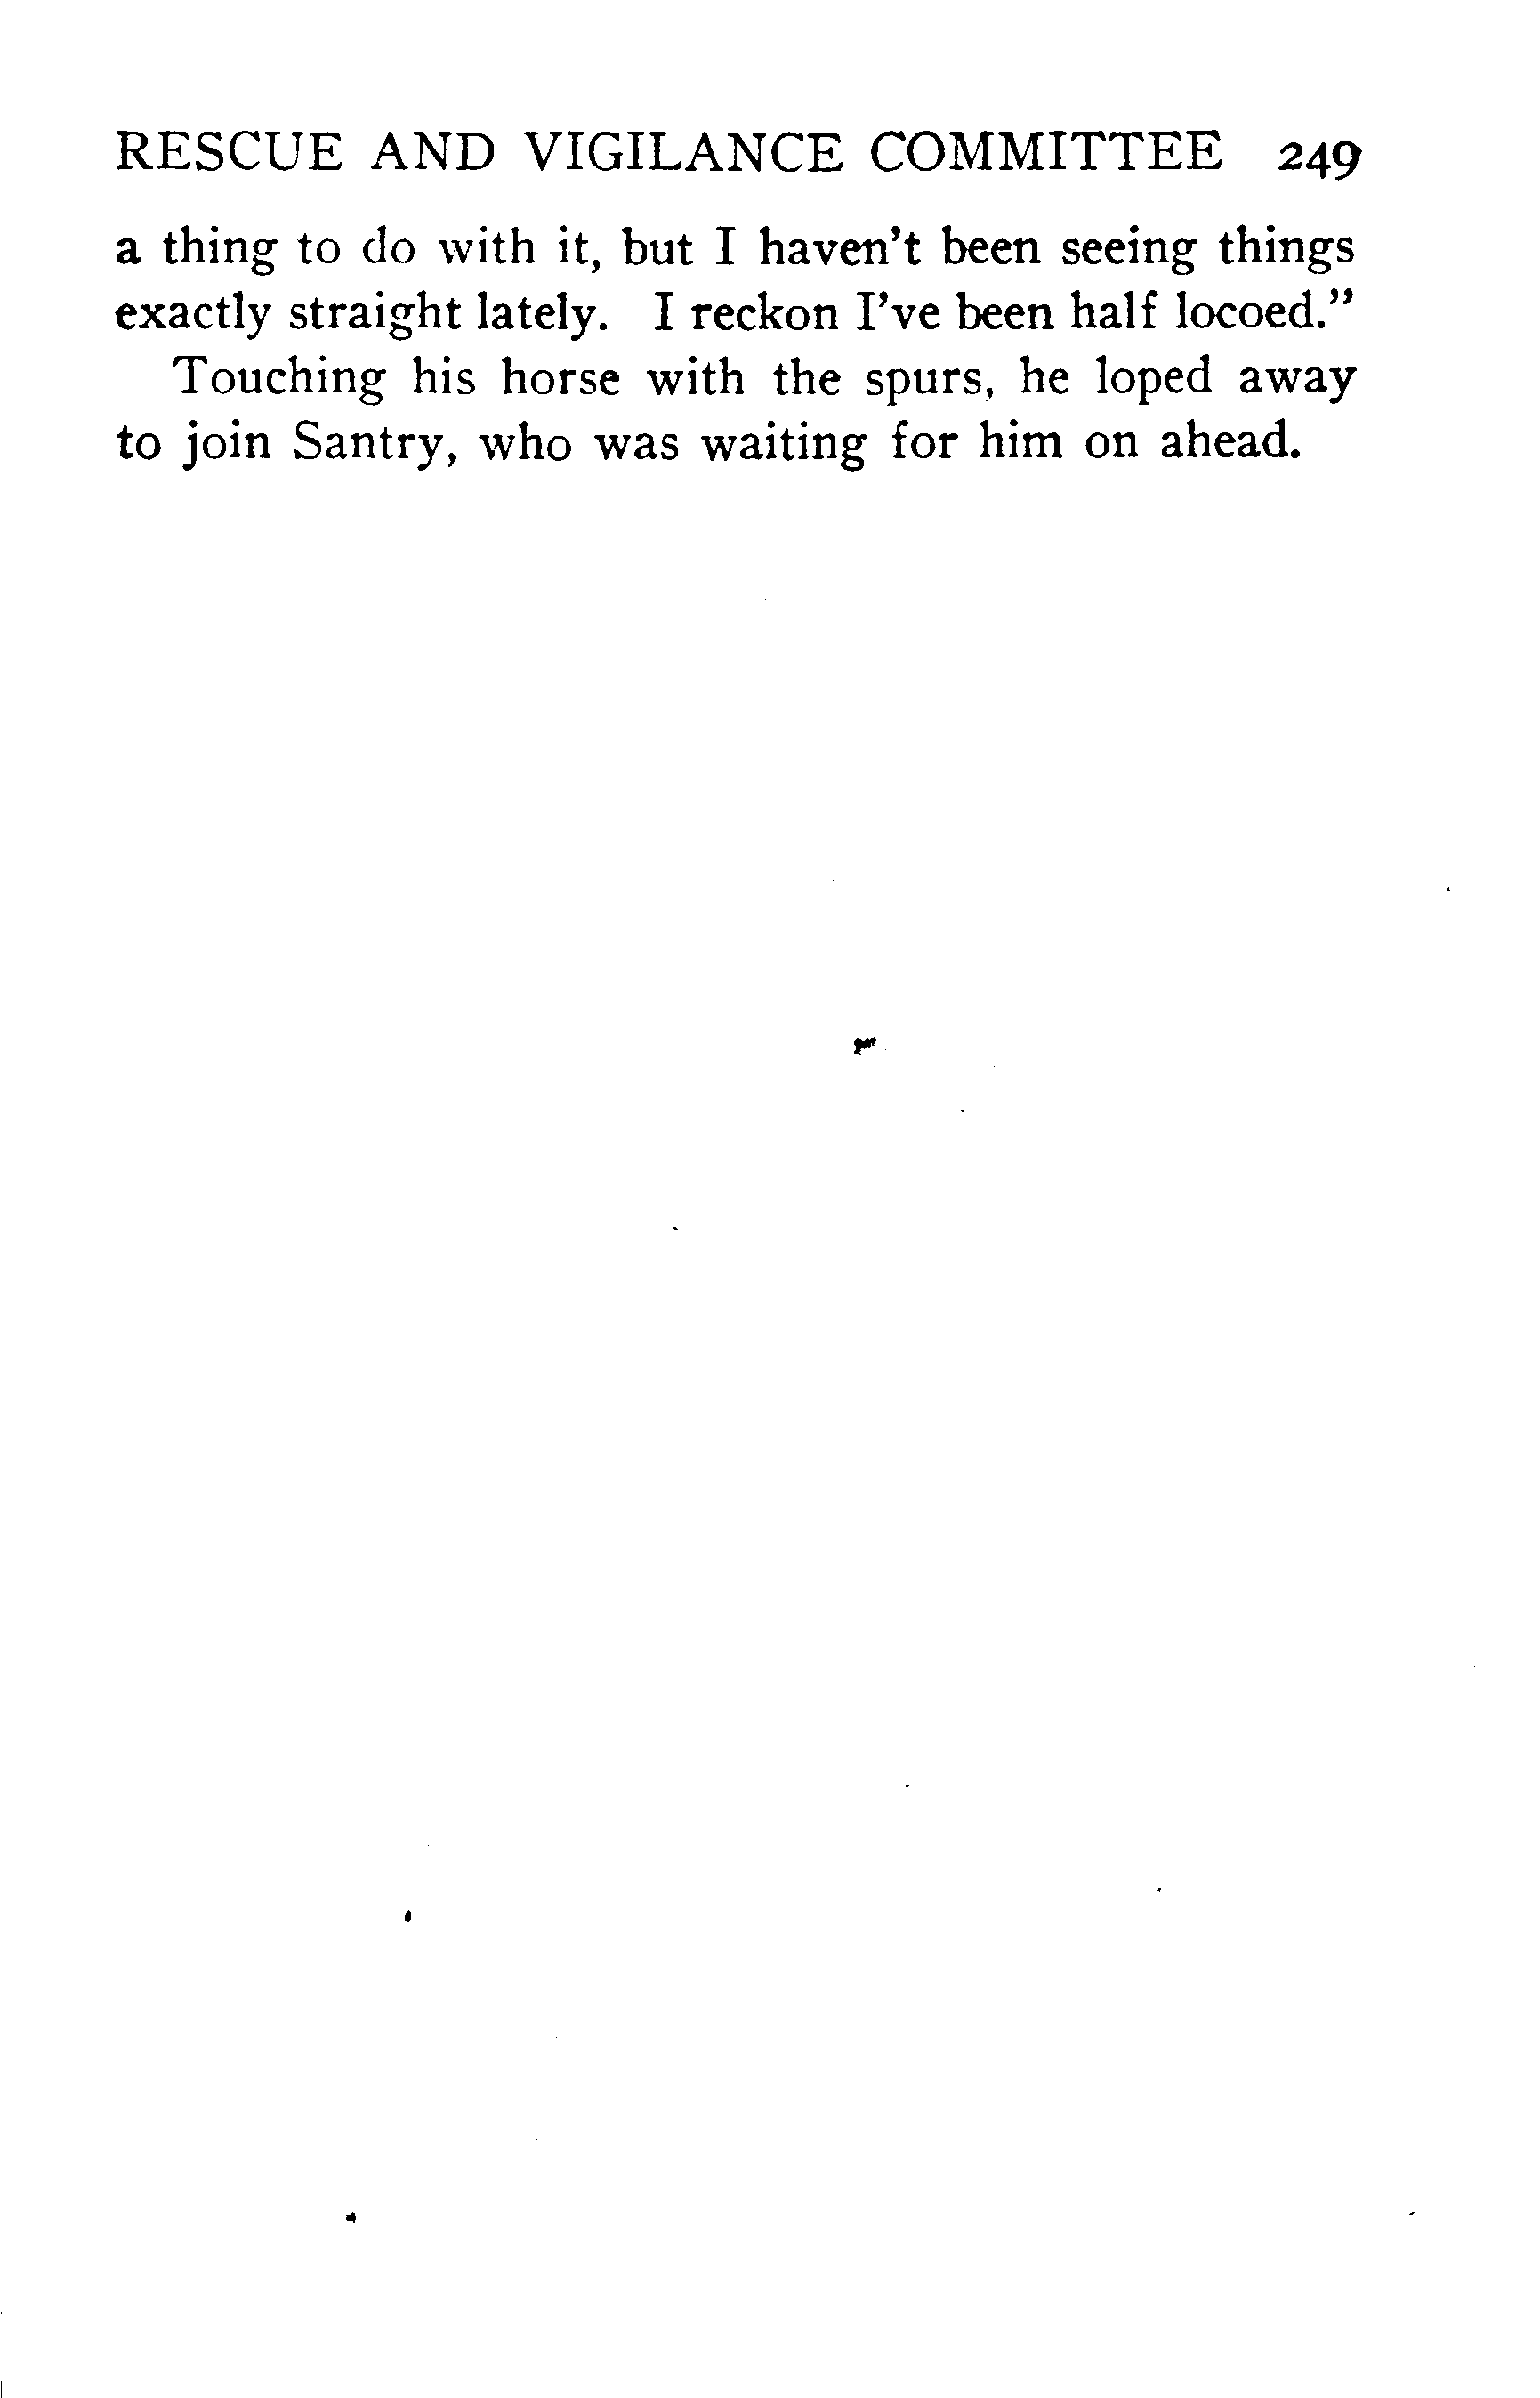 RESCUE AND VIGILANCE COMMITTEE 249
a thing to do with it, but I haven't been seeing things
exactly straight lately. I reckon I've been half locoed."
Touching his horse with the spurs, he loped away
to join Santry, who was waiting for him on ahead.